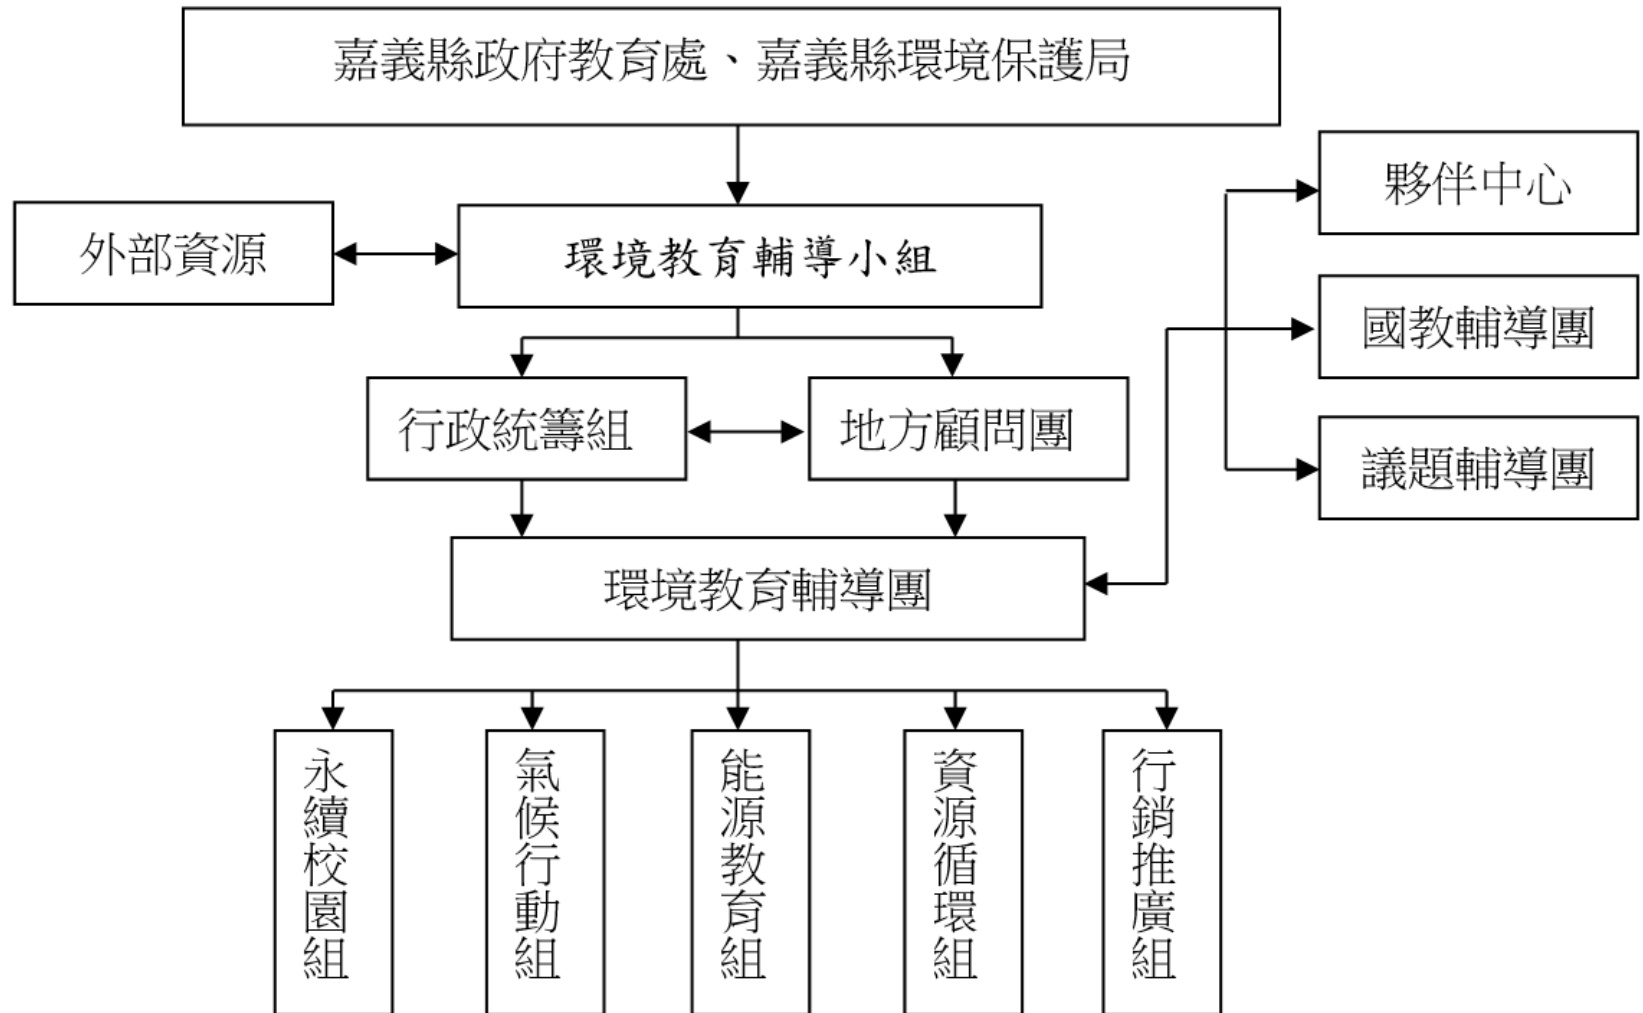 嘉義縣政府教育處、嘉義縣環境保護局
夥伴中心
外部資源
環境教育輔導小組
國教輔導團
行政統籌組
地方顧問團
議題輔導團
環境教育輔導團
永續校園組
氣候行動組
能源教育組
資源循環組
行銷推廣組